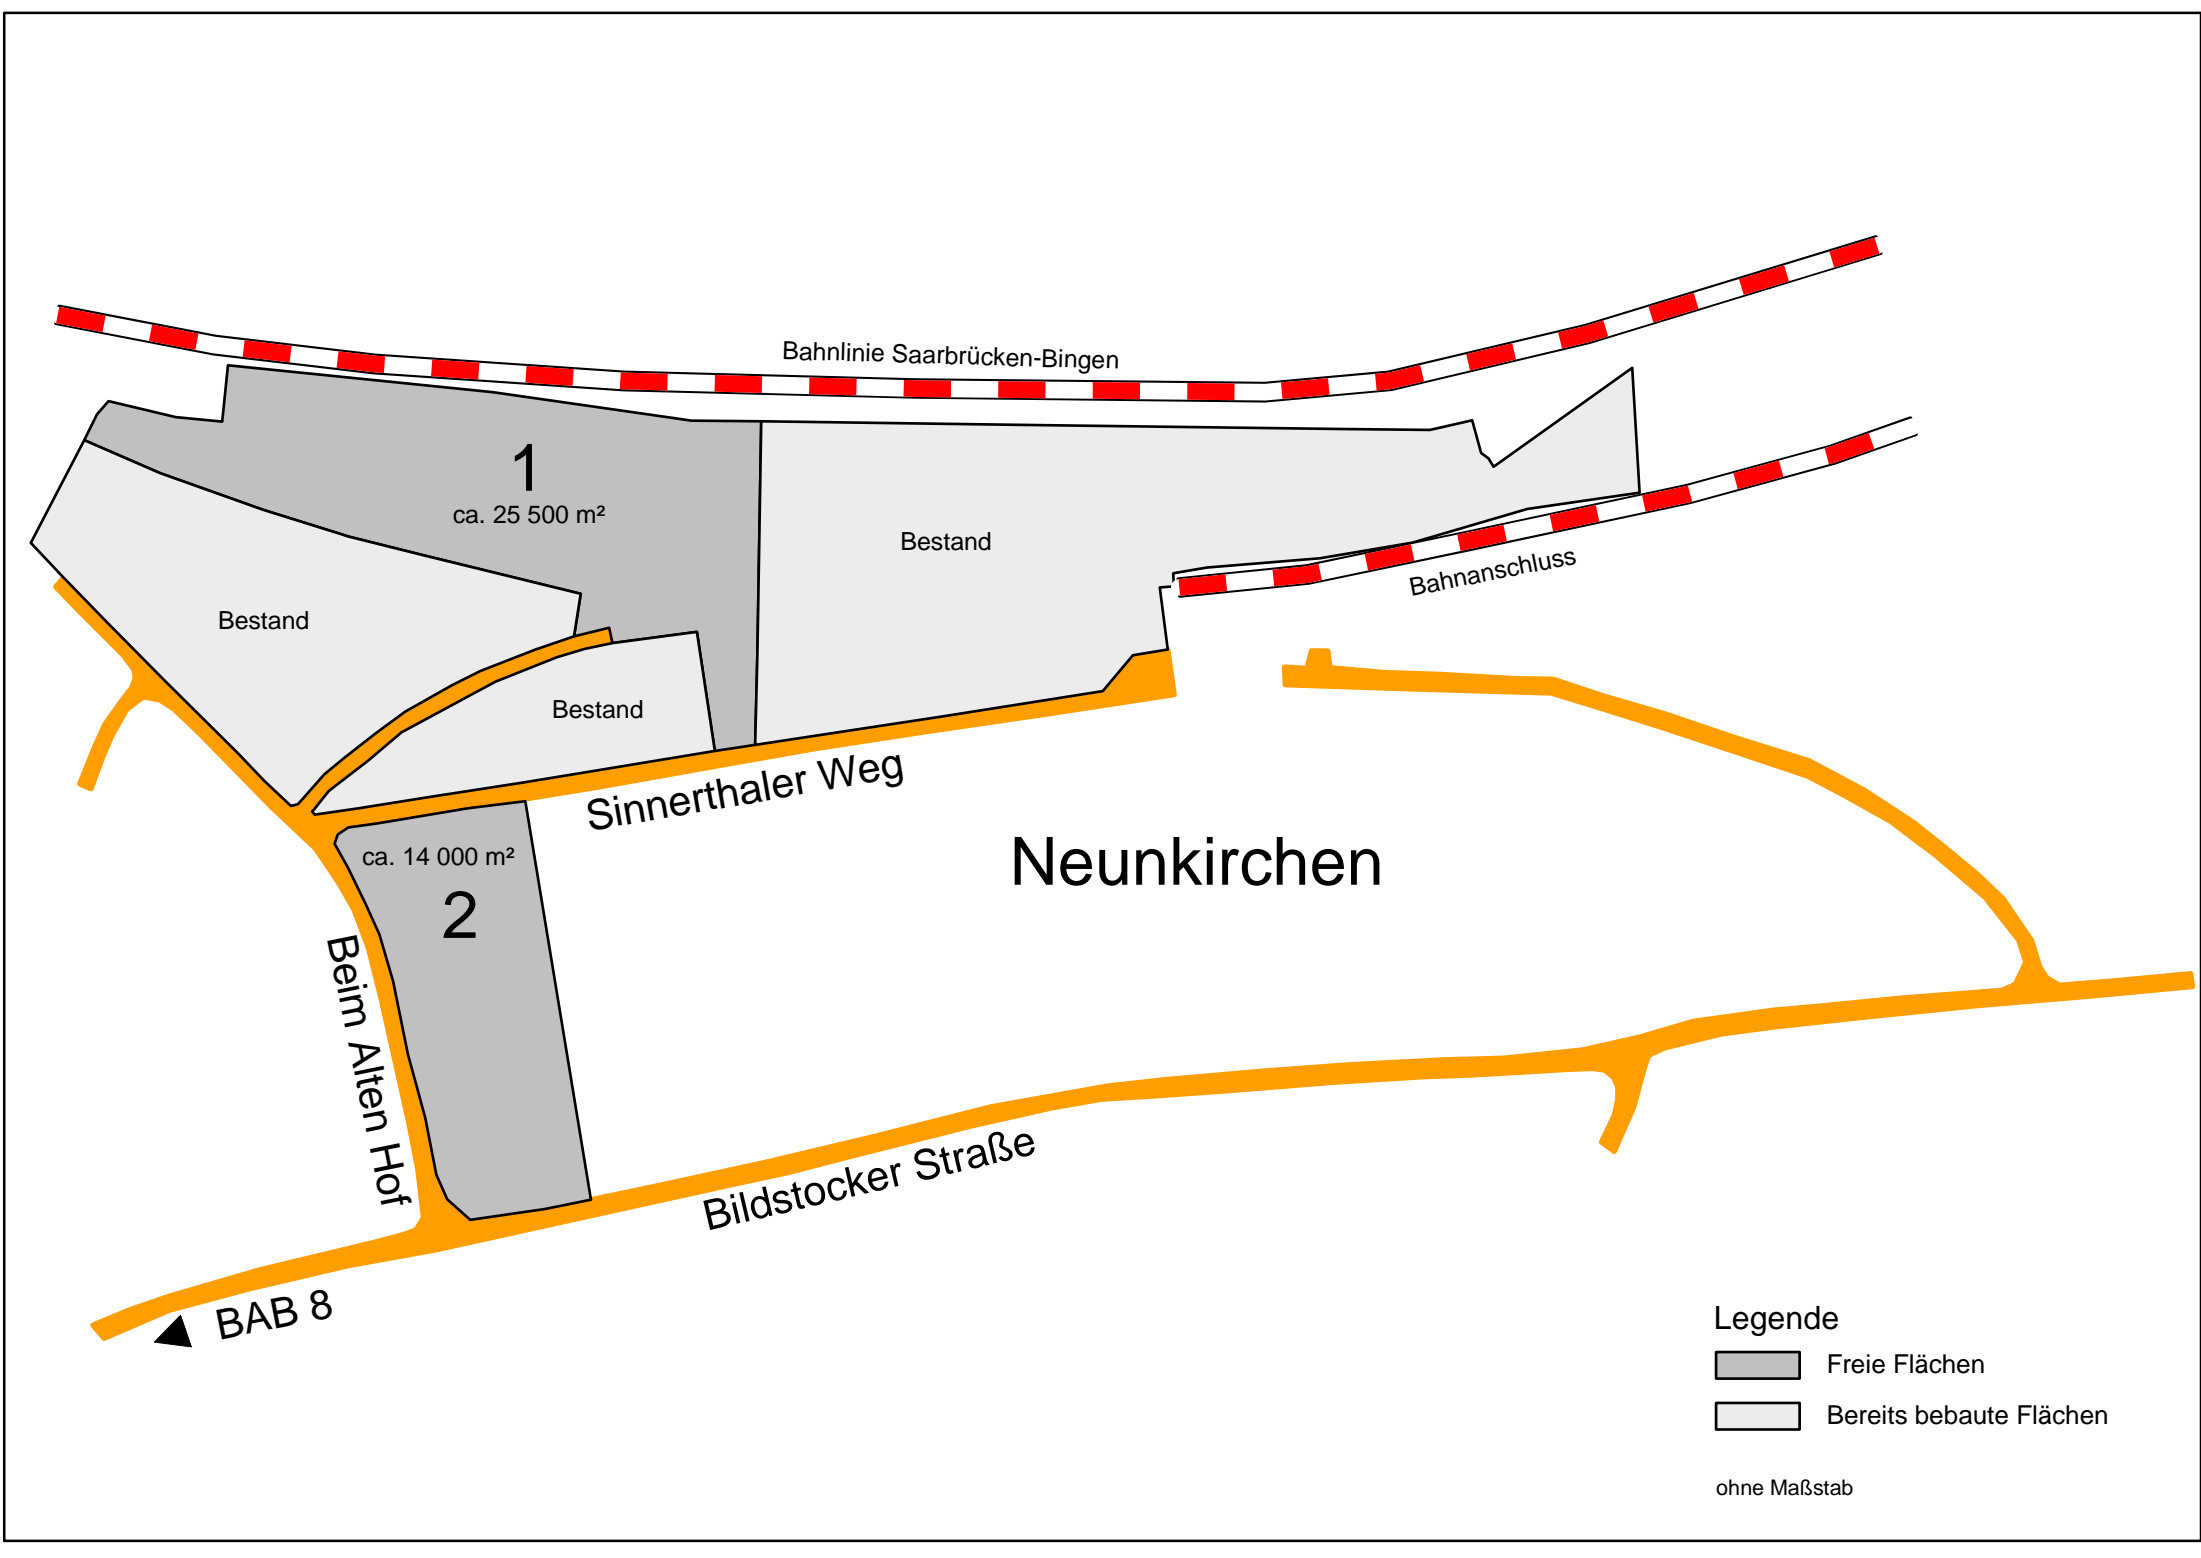 Bahnlinie Saarbrücken-Bingen
1
ca. 25 500 m²
Bestand
Bahnanschluss
Bestand
Bestand
Sinnerthaler Weg
ca. 14 000 m²
2
Neunkirchen
Beim Alten Hof
Bildstocker Straße
BAB 8
Legende
Freie Flächen
Bereits bebaute Flächen
ohne Maßstab